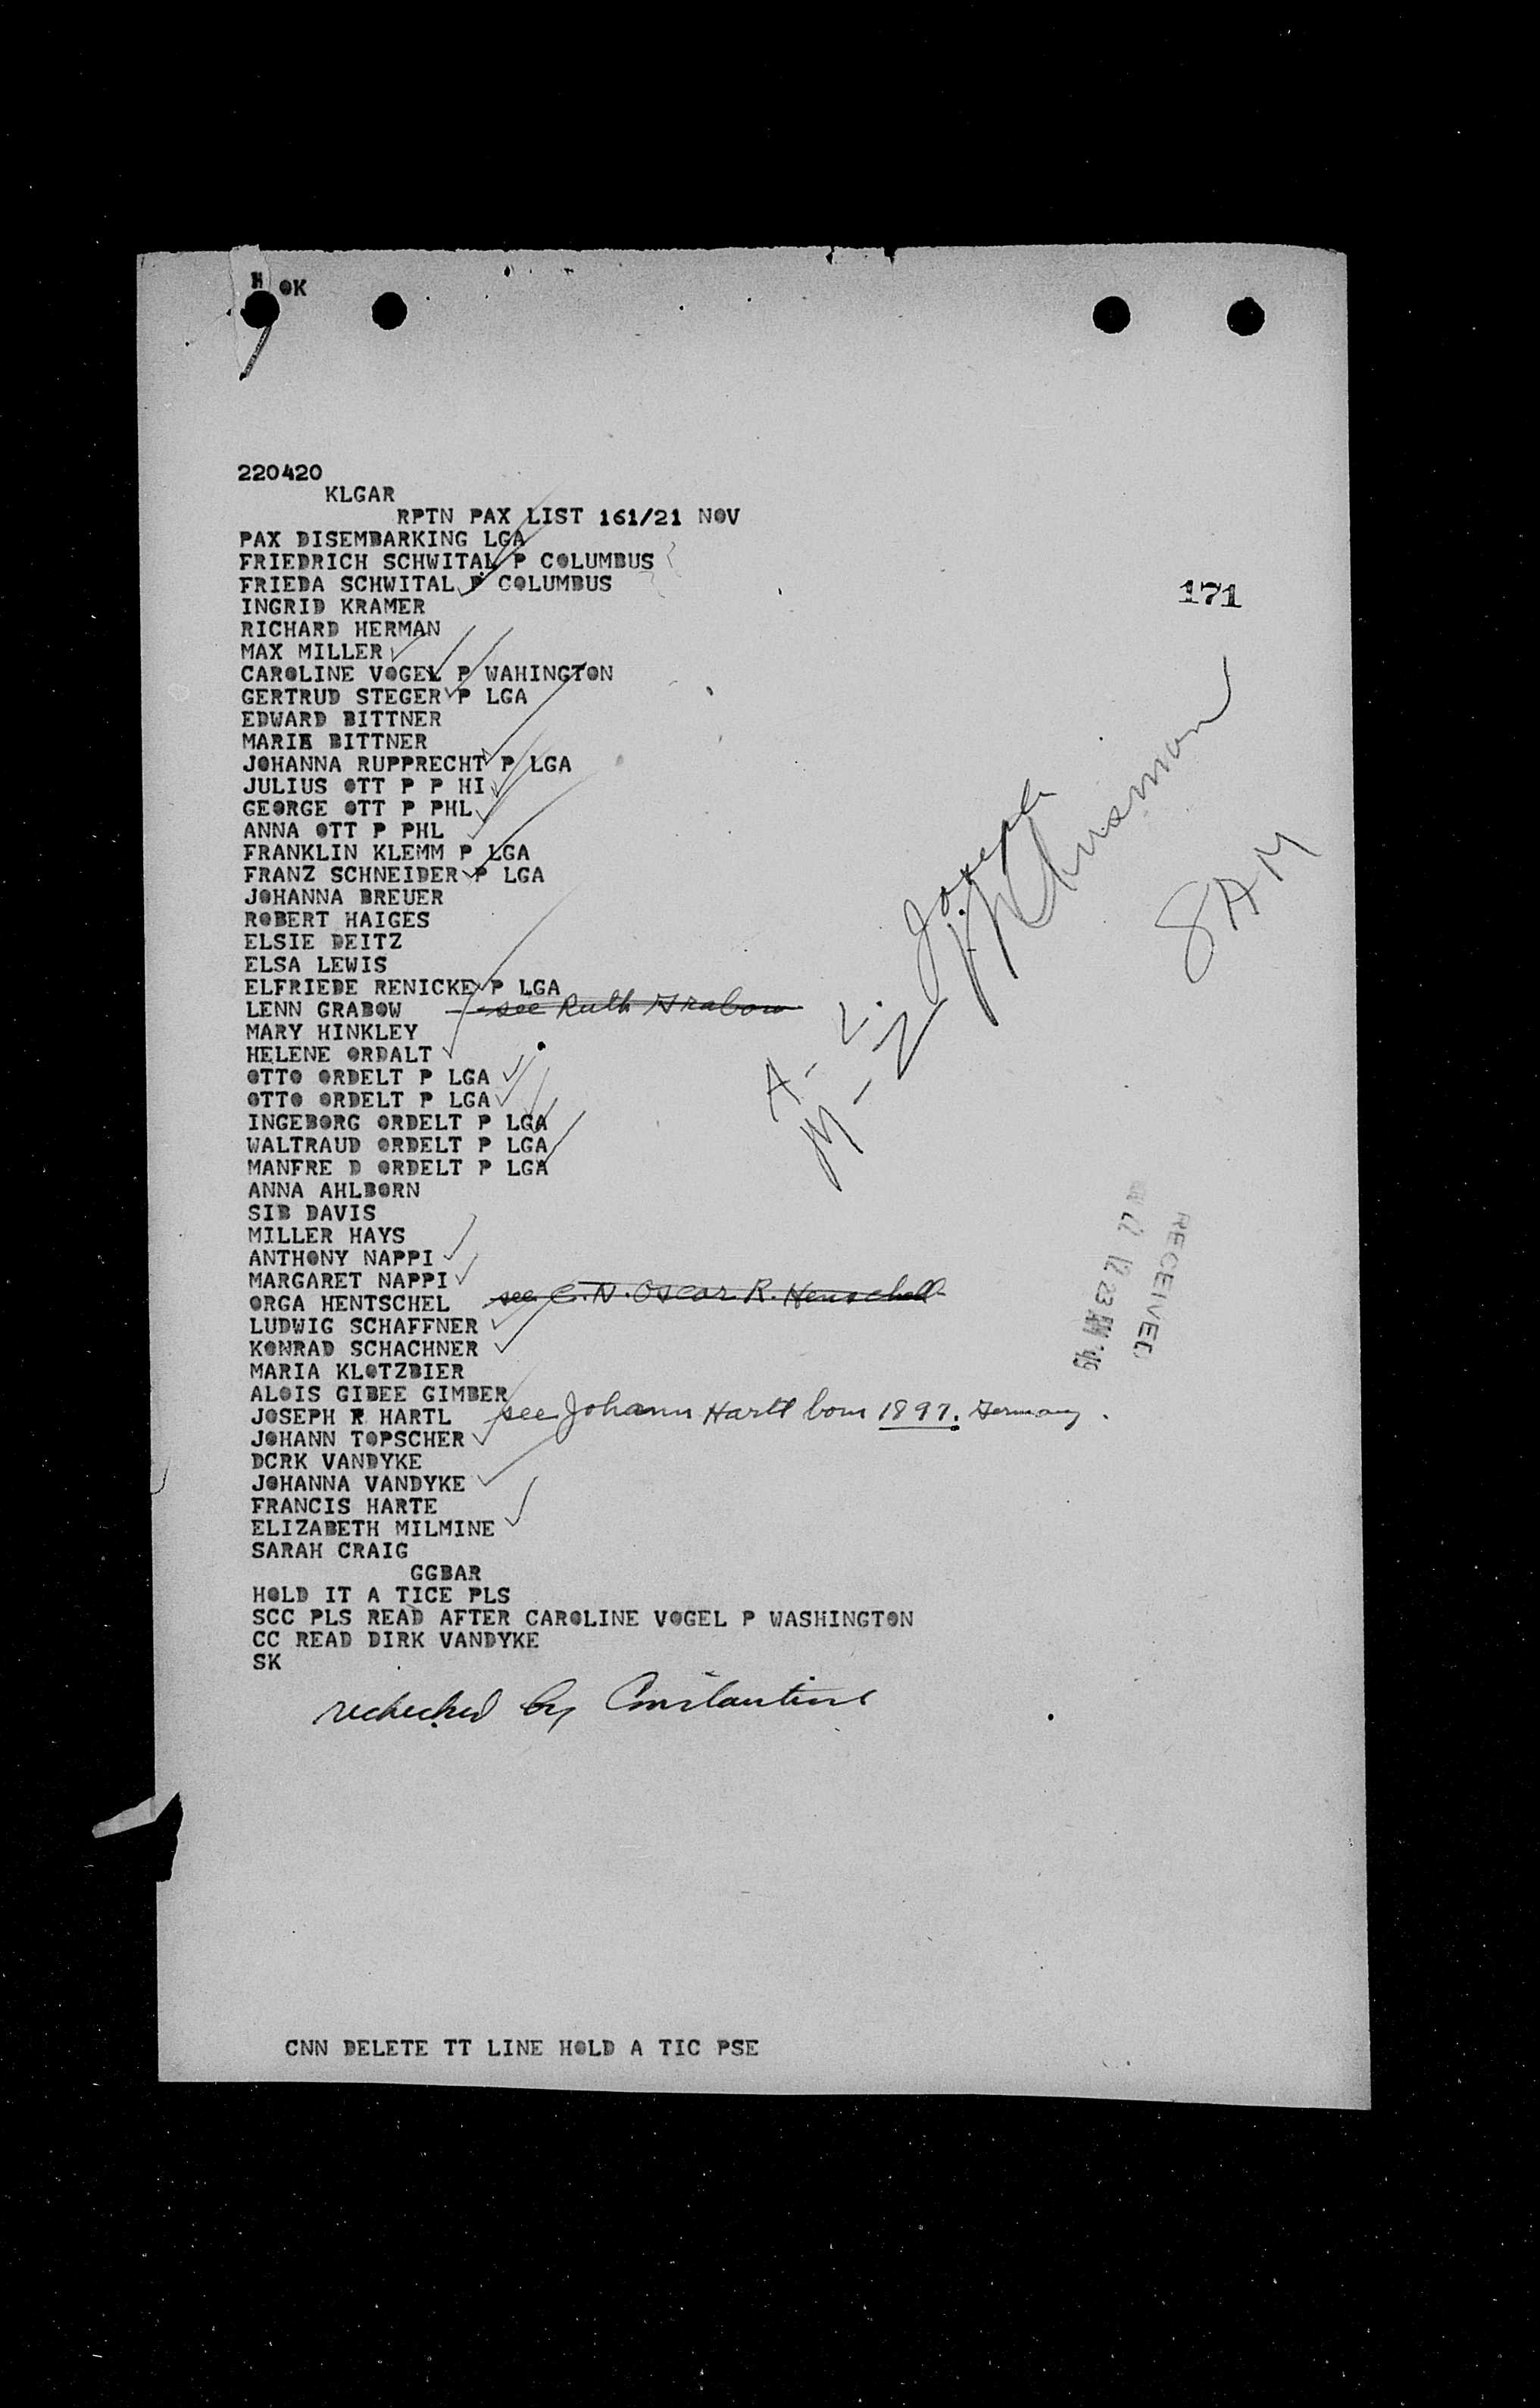 H OK
220420
KLGAR
RPTN PAX LIST 161/21 NOV
PAX DISEMBARKING LGA
FRIEDRICH SCHWITAL P COLUMBUS
FRIEDA SCHWITAL P COLUMBUS
171
INGRID KRAMER
RICHARD HERMAN
MAX MILLER
CAROLINE VOGEL P WAHINGTON
GERTRUD STEGER P LGA
EDWARD BITTNER
MARIE BITTNER
JOHANNA RUPPRECHT P LGA
JULIUS OTT P P HI
GEORGE OTT P PHL
ANNA OTT P PHL
FRANKLIN KLEMM P LGA
FRANZ SCHNEIDER P LGA
JOHANNA BREUER
ROBERT HAIGES
ELSIE DEITZ
ELSA LEWIS
ELFRIEDE RENICKE P LGA
LENN GRABOW see Ruth Grabow
MARY HINKLEY
HELENE ORDALT
OTTO ORDELT P LGA
OTTO ORDELT P LGA
INGEBORG ORDELT P LGA
WALTRAUD ORDELT P LGA
MANFRE D ORDELT P LGA
A - L. Joseph
M - Z
8AM
ANNA AHLBORN
SIB DAVIS
MILLER HAYS
ANTHONY NAPPI
MARGARET NAPPI
ORGA HENTSCHEL see C.N. Oscar R. Henschell
LUDWIG SCHAFFNER
KONRAD SCHACHNER
RECEIVED
22 12 23 AM '49
MARIA KLOTZBIER
ALOIS GIBEE GIMBER
JOSEPH R HARTL see Johann Hartl born 1897. Germany.
JOHANN TOPSCHER
DCRK VANDYKE
JOHANNA VANDYKE
FRANCIS HARTE
ELIZABETH MILMINE
SARAH CRAIG
GGBAR
HOLD IT A TICE PLS
SCC PLS READ AFTER CAROLINE VOGEL P WASHINGTON
CC READ DIRK VANDYKE
SK
rechecked by Constantine
CNN DELETE TT LINE HOLD A TIC PSE